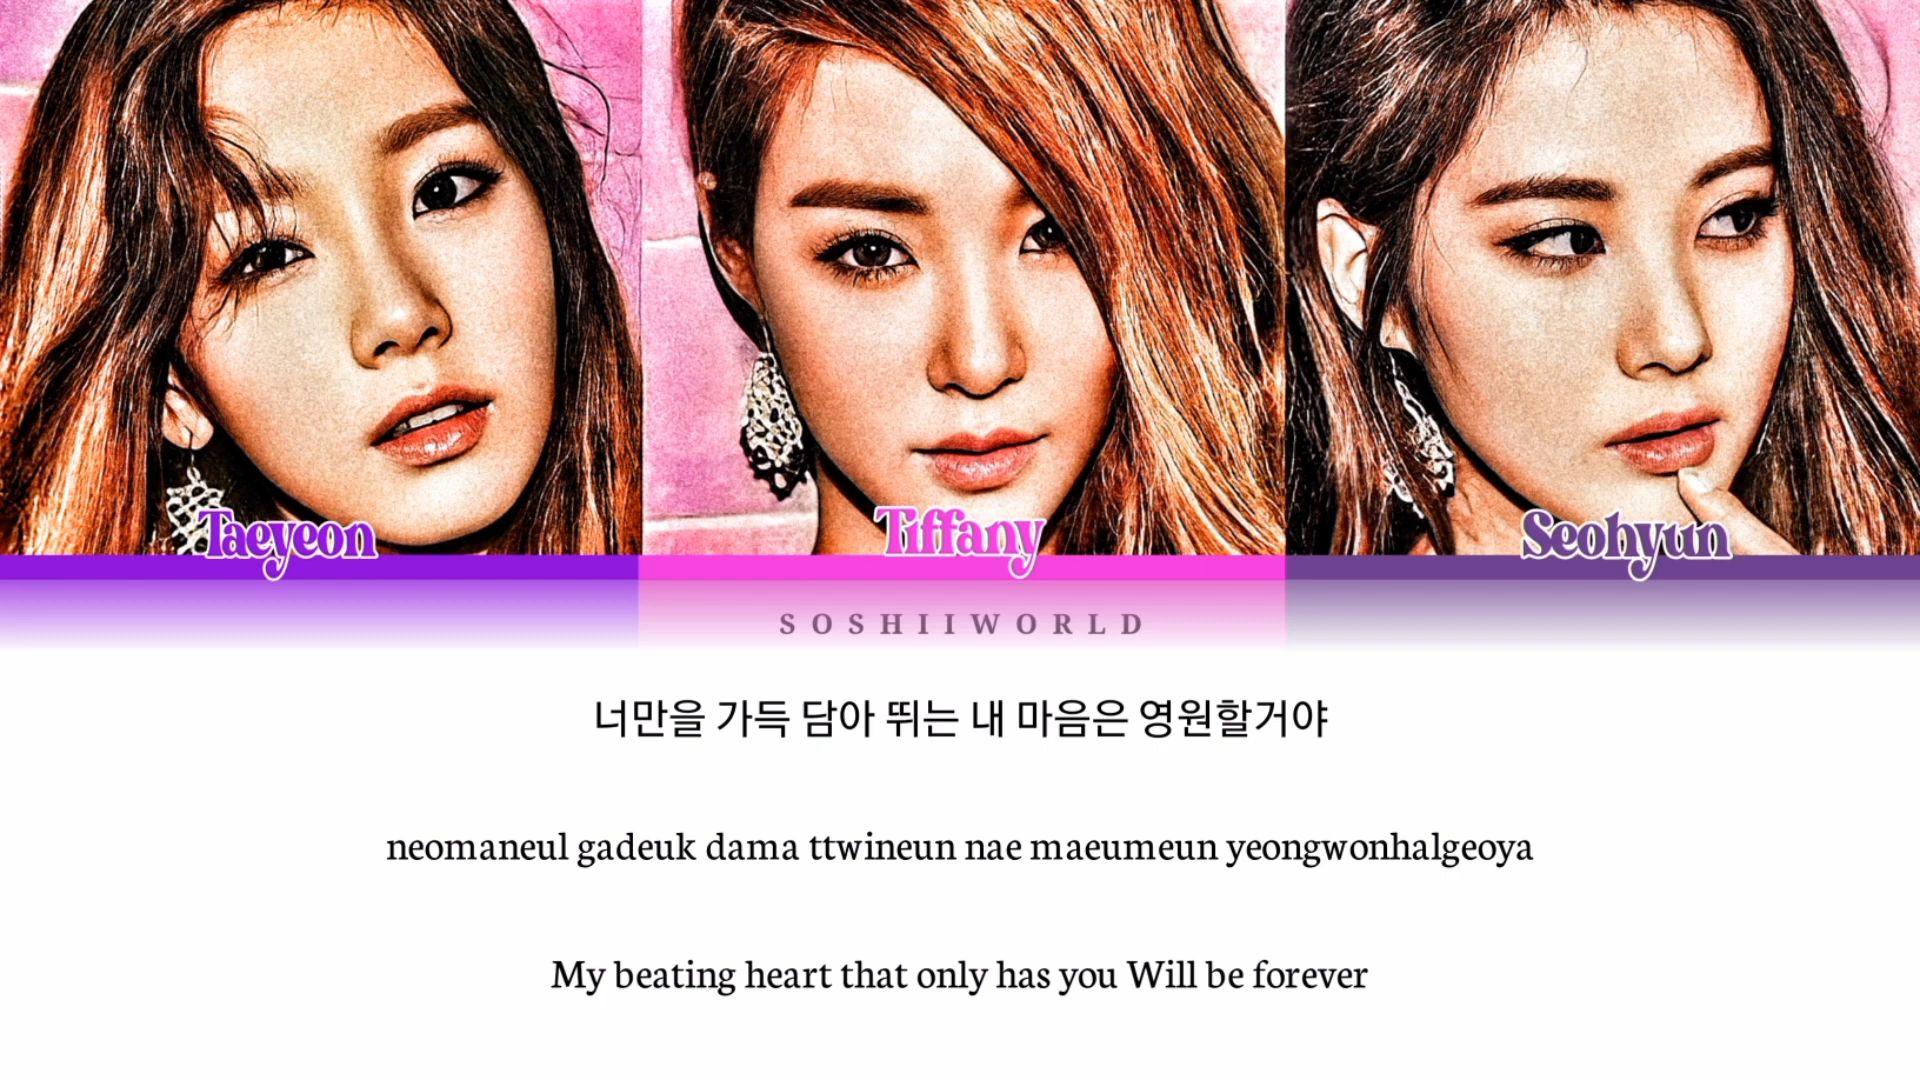 Taeyeon
Tiffany
Seohyun
SOSHIIWORLD
너만을 가득 담아 뛰는 내 마음은 영원할거야
neomaneul gadeuk dama ttwineun nae maeumeun yeongwonhalgeoya
My beating heart that only has you Will be forever